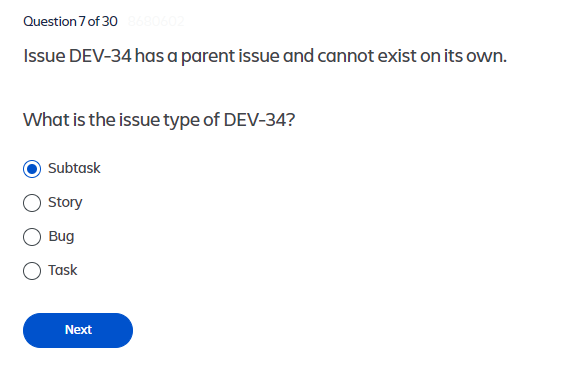 Question 7 of 30 8680602
Issue DEV-34 has a parent issue and cannot exist on its own.
What is the issue type of DEV-34?
Subtask
Story
Bug
Task
Next